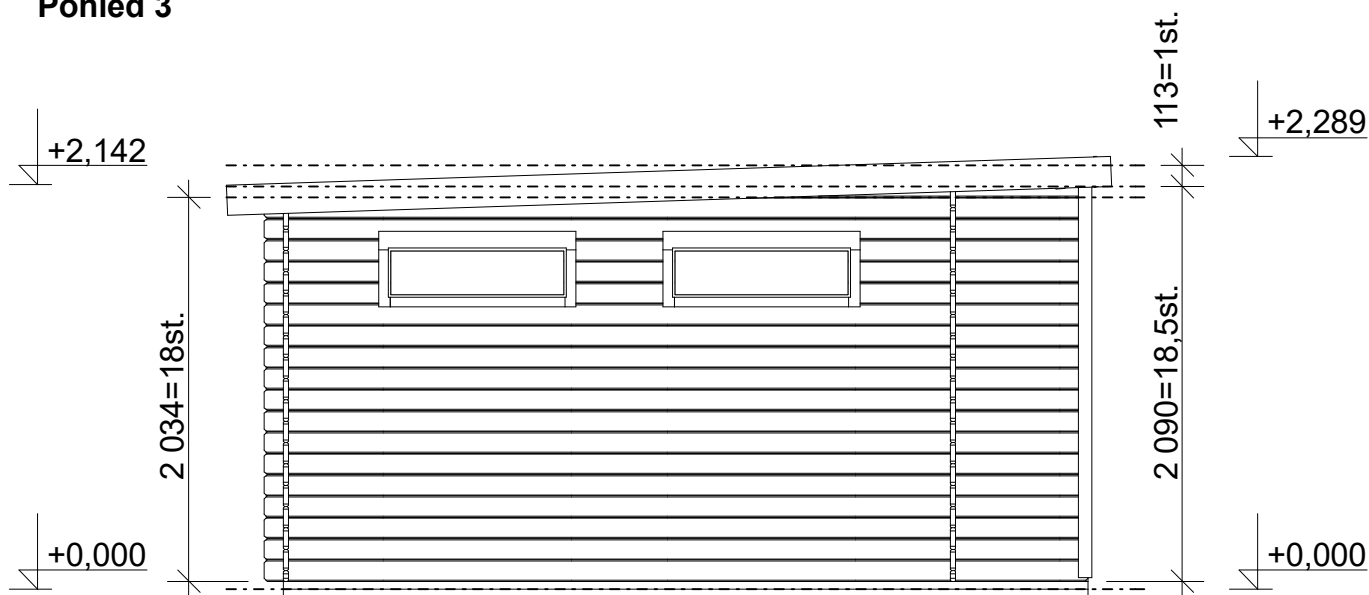 Pohled 3
113=1st.
+2,142
+2,289
2 034=18st.
2 090=18,5st.
+0,000
+0,000